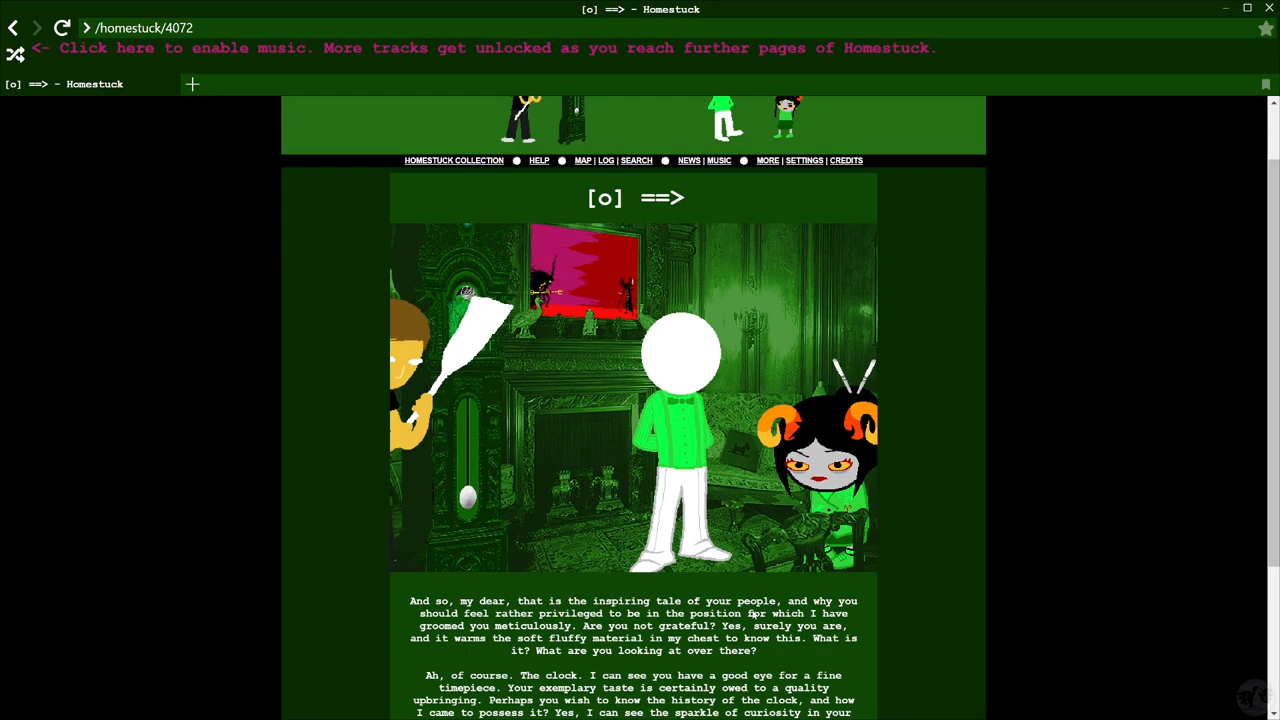 [o] ==> - Homestuck
/homestuck/4072
<- Click here to enable music. More tracks get unlocked as you reach further pages of Homestuck.
[o] ==> - Homestuck
HOMESTUCK COLLECTION HELP MAP | LOG | SEARCH NEWS | MUSIC MORE | SETTINGS | CREDITS
[o] ==>
And so, my dear, that is the inspiring tale of your people, and why you
should feel rather privileged to be in the position for which I have
groomed you meticulously. Are you not grateful? Yes, surely you are,
and it warms the soft fluffy material in my chest to know this. What is
it? What are you looking at over there?
Ah, of course. The clock. I can see you have a good eye for a fine
timepiece. Your exemplary taste is certainly owed to a quality
upbringing. Perhaps you wish to know the history of the clock, and how
I came to possess it? Yes, I can see the sparkle of curiosity in your